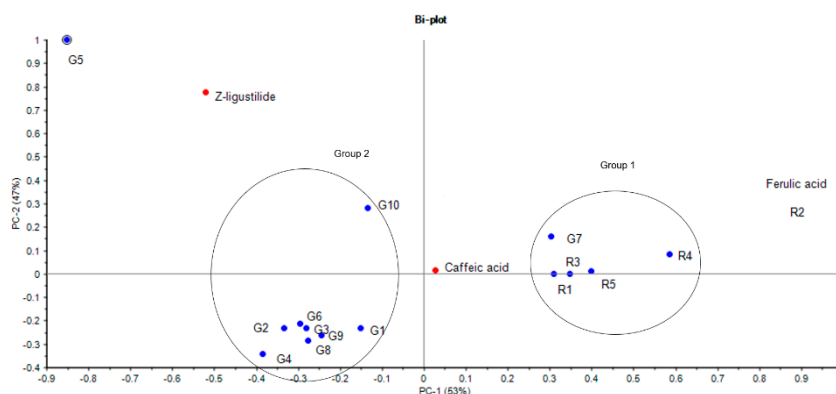 Bi-plot
1
G5
0.9
0.8
Z-ligustilide
0.7
0.6
0.5
Group 2
Group 1
0.4
Ferulic acid
0.3
G10
R2
0.2
G7
0.1
R3
R4
0
Caffeic acid
R1
R5
-0.1
G6
-0.2
G2
G3
G9
G1
-0.3
G4
G8
-0.4
PC-2 (47%)
-0.9 -0.8 -0.7 -0.6 -0.5 -0.4 -0.3 -0.2 -0.1 0 0.1 0.2 0.3 0.4 0.5 0.6 0.7 0.8 0.9
PC-1 (53%)